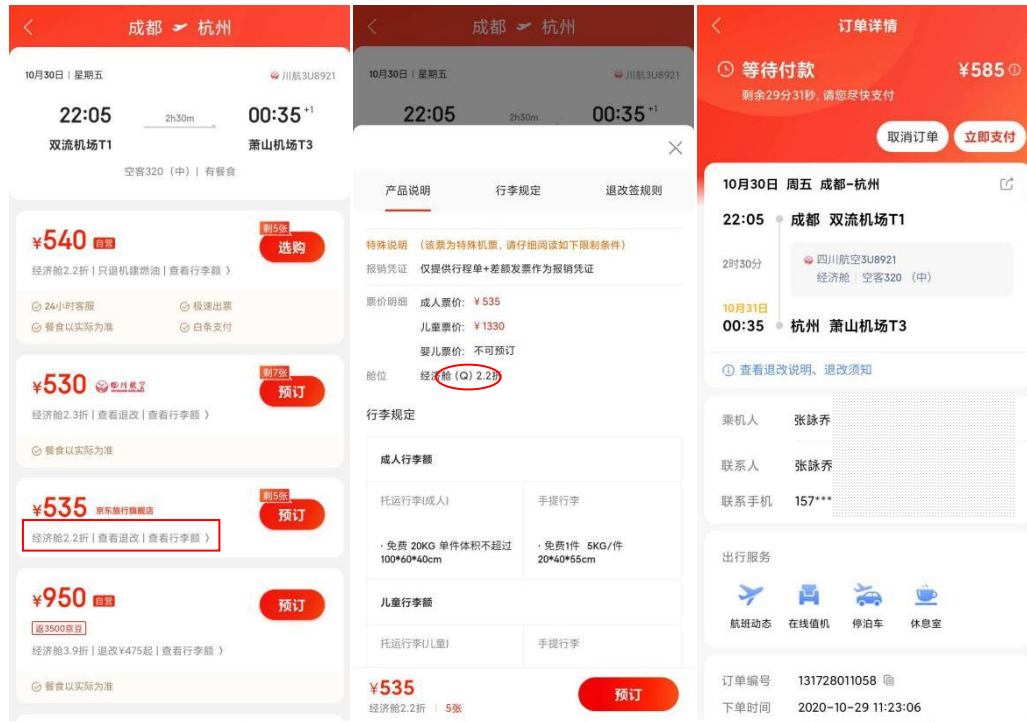 成都 杭州
10月30日 | 星期五
川航3U8921
22:05
2h30m
00:35+1
双流机场T1
萧山机场T3
空客320（中）| 有餐食
¥540 自营
剩5张
选购
经济舱2.2折 | 只退机建燃油 | 查看行李额 〉
24小时客服
极速出票
餐食以实际为准
白条支付
¥530 四川航空
剩7张
预订
经济舱2.3折 | 查看退改 | 查看行李额 〉
餐食以实际为准
¥535 京东旅行旗舰店
剩5张
预订
经济舱2.2折 | 查看退改 | 查看行李额 〉
¥950 自营
预订
返3500京豆
经济舱3.9折 | 退改¥475起 | 查看行李额 〉
餐食以实际为准
成都 杭州
10月30日 | 星期五
川航3U8921
22:05
2h30m
00:35+1
产品说明
行李规定
退改签规则
特殊说明 （该票为特殊机票, 请仔细阅读如下限制条件）
报销凭证 仅提供行程单+差额发票作为报销凭证
票价明细 成人票价: ¥535
儿童票价: ¥1330
婴儿票价: 不可预订
舱位 经济舱 (Q) 2.2折
行李规定
成人行李额
托运行李(成人)
手提行李
· 免费 20KG 单件体积不超过
100*60*40cm
· 免费1件 5KG/件
20*40*55cm
儿童行李额
托运行李(儿童)
手提行李
¥535
经济舱2.2折 | 5张
预订
订单详情
等待付款
¥585
剩余29分31秒, 请您尽快支付
取消订单
立即支付
10月30日 周五 成都-杭州
22:05 成都 双流机场T1
2时30分
四川航空3U8921
经济舱 | 空客320 （中）
10月31日
00:35 杭州 萧山机场T3
查看退改说明、退改须知
乘机人 张詠乔
联系人 张詠乔
联系手机 157***
出行服务
航班动态
在线值机
停泊车
休息室
订单编号 131728011058
下单时间 2020-10-29 11:23:06